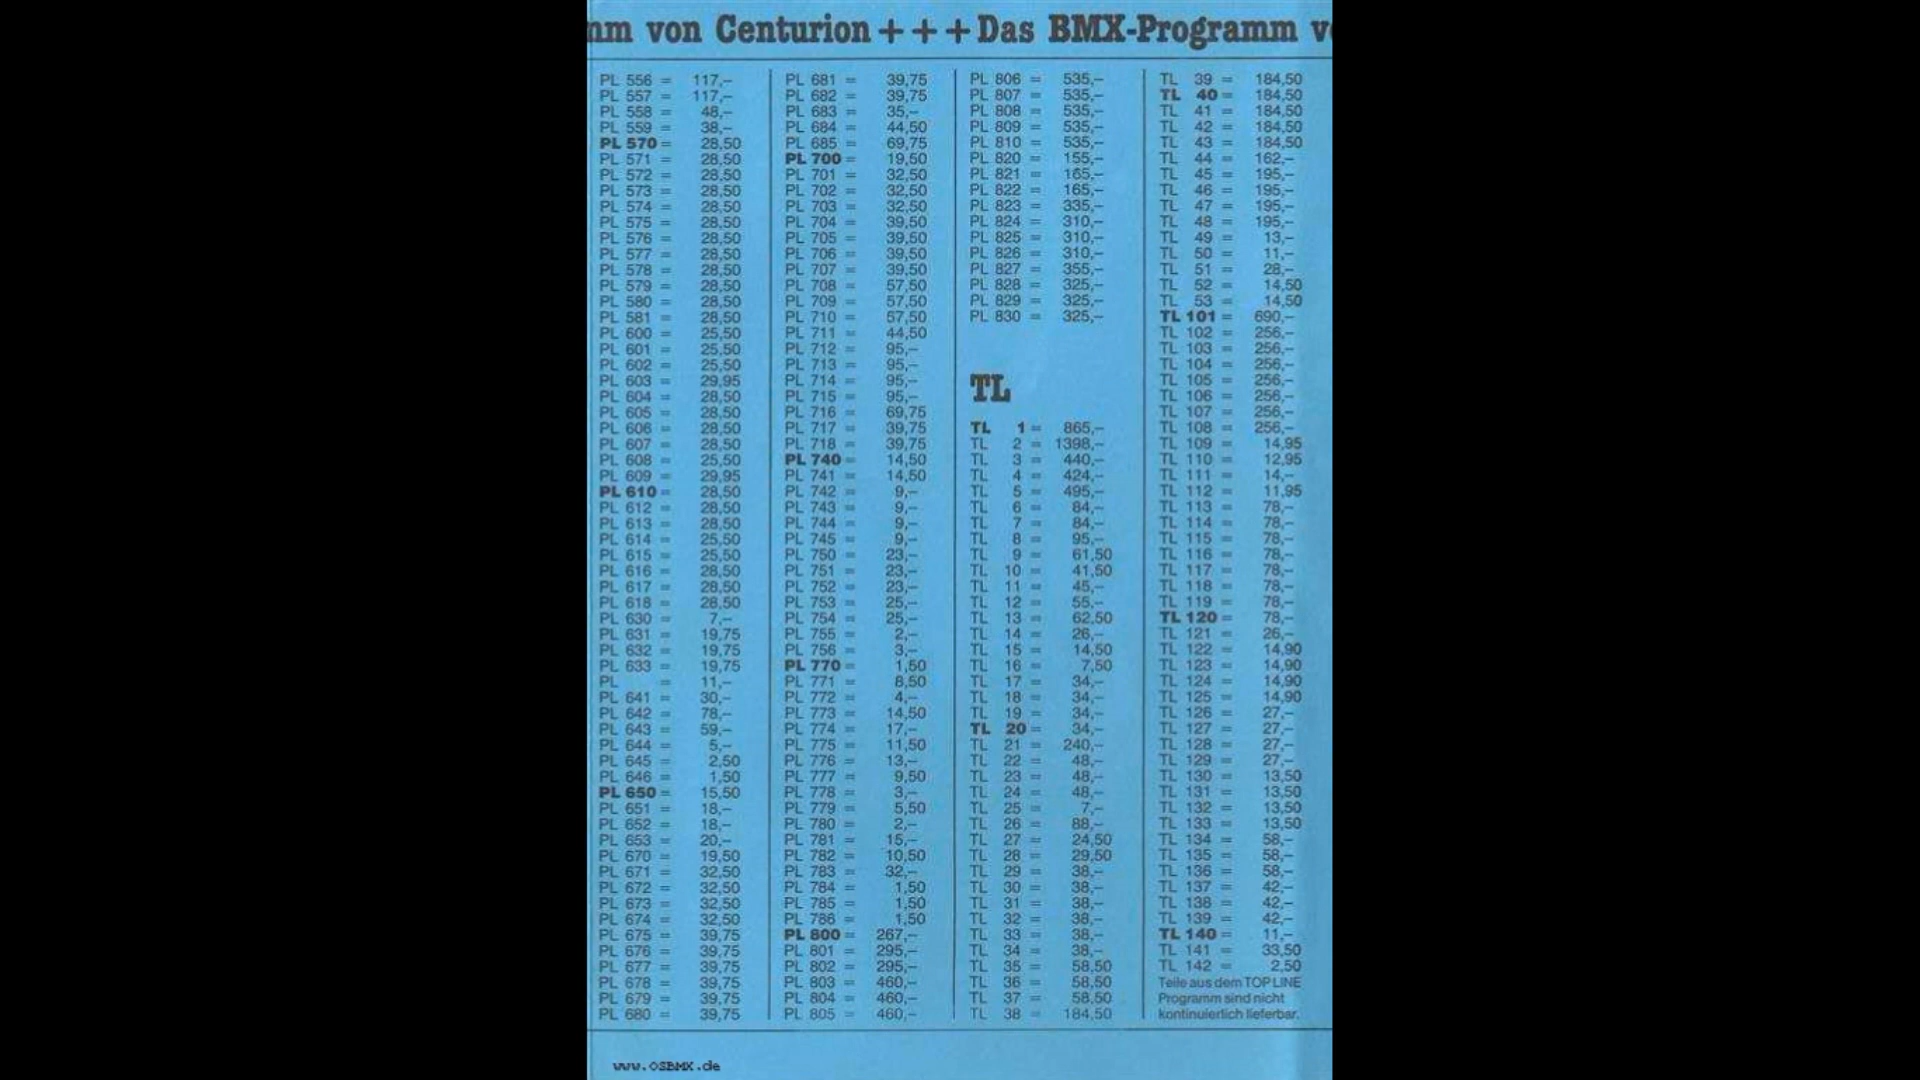 mm von Centurion + + + Das BMX-Programm v
PL 556 = 117,–
PL 557 = 117,–
PL 558 = 48,–
PL 559 = 38,–
PL 570 = 28,50
PL 571 = 28,50
PL 572 = 28,50
PL 573 = 28,50
PL 574 = 28,50
PL 575 = 28,50
PL 576 = 28,50
PL 577 = 28,50
PL 578 = 28,50
PL 579 = 28,50
PL 580 = 28,50
PL 581 = 28,50
PL 600 = 25,50
PL 601 = 25,50
PL 602 = 25,50
PL 603 = 29,95
PL 604 = 28,50
PL 605 = 28,50
PL 606 = 28,50
PL 607 = 28,50
PL 608 = 25,50
PL 609 = 29,95
PL 610 = 28,50
PL 612 = 28,50
PL 613 = 28,50
PL 614 = 25,50
PL 615 = 25,50
PL 616 = 28,50
PL 617 = 28,50
PL 618 = 28,50
PL 630 = 7,–
PL 631 = 19,75
PL 632 = 19,75
PL 633 = 19,75
PL = 11,–
PL 641 = 30,–
PL 642 = 78,–
PL 643 = 59,–
PL 644 = 5,–
PL 645 = 2,50
PL 646 = 1,50
PL 650 = 15,50
PL 651 = 18,–
PL 652 = 18,–
PL 653 = 20,–
PL 670 = 19,50
PL 671 = 32,50
PL 672 = 32,50
PL 673 = 32,50
PL 674 = 32,50
PL 675 = 39,75
PL 676 = 39,75
PL 677 = 39,75
PL 678 = 39,75
PL 679 = 39,75
PL 680 = 39,75
PL 681 = 39,75
PL 682 = 39,75
PL 683 = 35,–
PL 684 = 44,50
PL 685 = 69,75
PL 700 = 19,50
PL 701 = 32,50
PL 702 = 32,50
PL 703 = 32,50
PL 704 = 39,50
PL 705 = 39,50
PL 706 = 39,50
PL 707 = 39,50
PL 708 = 57,50
PL 709 = 57,50
PL 710 = 57,50
PL 711 = 44,50
PL 712 = 95,–
PL 713 = 95,–
PL 714 = 95,–
PL 715 = 95,–
PL 716 = 69,75
PL 717 = 39,75
PL 718 = 39,75
PL 740 = 14,50
PL 741 = 14,50
PL 742 = 9,–
PL 743 = 9,–
PL 744 = 9,–
PL 745 = 9,–
PL 750 = 23,–
PL 751 = 23,–
PL 752 = 23,–
PL 753 = 25,–
PL 754 = 25,–
PL 755 = 2,–
PL 756 = 3,–
PL 770 = 1,50
PL 771 = 8,50
PL 772 = 4,–
PL 773 = 14,50
PL 774 = 17,–
PL 775 = 11,50
PL 776 = 13,–
PL 777 = 9,50
PL 778 = 3,–
PL 779 = 5,50
PL 780 = 2,–
PL 781 = 15,–
PL 782 = 10,50
PL 783 = 32,–
PL 784 = 1,50
PL 785 = 1,50
PL 786 = 1,50
PL 800 = 267,–
PL 801 = 295,–
PL 802 = 295,–
PL 803 = 460,–
PL 804 = 460,–
PL 805 = 460,–
PL 806 = 535,–
PL 807 = 535,–
PL 808 = 535,–
PL 809 = 535,–
PL 810 = 535,–
PL 820 = 155,–
PL 821 = 165,–
PL 822 = 165,–
PL 823 = 335,–
PL 824 = 310,–
PL 825 = 310,–
PL 826 = 310,–
PL 827 = 355,–
PL 828 = 325,–
PL 829 = 325,–
PL 830 = 325,–
TL
TL 1 = 865,–
TL 2 = 1398,–
TL 3 = 440,–
TL 4 = 424,–
TL 5 = 495,–
TL 6 = 84,–
TL 7 = 84,–
TL 8 = 95,–
TL 9 = 61,50
TL 10 = 41,50
TL 11 = 45,–
TL 12 = 55,–
TL 13 = 62,50
TL 14 = 26,–
TL 15 = 14,50
TL 16 = 7,50
TL 17 = 34,–
TL 18 = 34,–
TL 19 = 34,–
TL 20 = 34,–
TL 21 = 240,–
TL 22 = 48,–
TL 23 = 48,–
TL 24 = 48,–
TL 25 = 7,–
TL 26 = 88,–
TL 27 = 24,50
TL 28 = 29,50
TL 29 = 38,–
TL 30 = 38,–
TL 31 = 38,–
TL 32 = 38,–
TL 33 = 38,–
TL 34 = 38,–
TL 35 = 58,50
TL 36 = 58,50
TL 37 = 58,50
TL 38 = 184,50
TL 39 = 184,50
TL 40 = 184,50
TL 41 = 184,50
TL 42 = 184,50
TL 43 = 184,50
TL 44 = 162,–
TL 45 = 195,–
TL 46 = 195,–
TL 47 = 195,–
TL 48 = 195,–
TL 49 = 13,–
TL 50 = 11,–
TL 51 = 28,–
TL 52 = 14,50
TL 53 = 14,50
TL 101 = 690,–
TL 102 = 256,–
TL 103 = 256,–
TL 104 = 256,–
TL 105 = 256,–
TL 106 = 256,–
TL 107 = 256,–
TL 108 = 256,–
TL 109 = 14,95
TL 110 = 12,95
TL 111 = 14,–
TL 112 = 11,95
TL 113 = 78,–
TL 114 = 78,–
TL 115 = 78,–
TL 116 = 78,–
TL 117 = 78,–
TL 118 = 78,–
TL 119 = 78,–
TL 120 = 78,–
TL 121 = 26,–
TL 122 = 14,90
TL 123 = 14,90
TL 124 = 14,90
TL 125 = 14,90
TL 126 = 27,–
TL 127 = 27,–
TL 128 = 27,–
TL 129 = 27,–
TL 130 = 13,50
TL 131 = 13,50
TL 132 = 13,50
TL 133 = 13,50
TL 134 = 58,–
TL 135 = 58,–
TL 136 = 58,–
TL 137 = 42,–
TL 138 = 42,–
TL 139 = 42,–
TL 140 = 11,–
TL 141 = 33,50
TL 142 = 2,50
Teile aus dem TOP LINE
Programm sind nicht
kontinuierlich lieferbar.
www.OSBMX.de